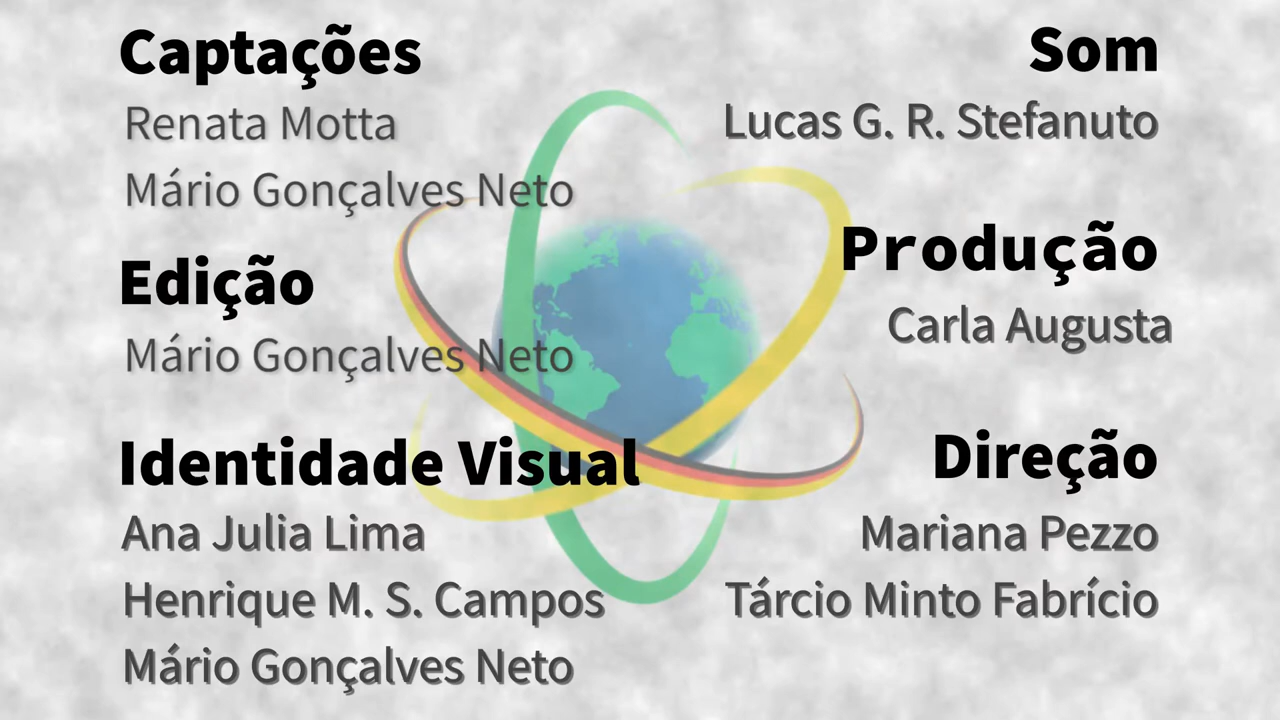 Captações
Renata Motta
Mário Gonçalves Neto
Edição
Mário Gonçalves Neto
Identidade Visual
Ana Julia Lima
Henrique M. S. Campos
Mário Gonçalves Neto
Som
Lucas G. R. Stefanuto
Produção
Carla Augusta
Direção
Mariana Pezzo
Tárcio Minto Fabrício